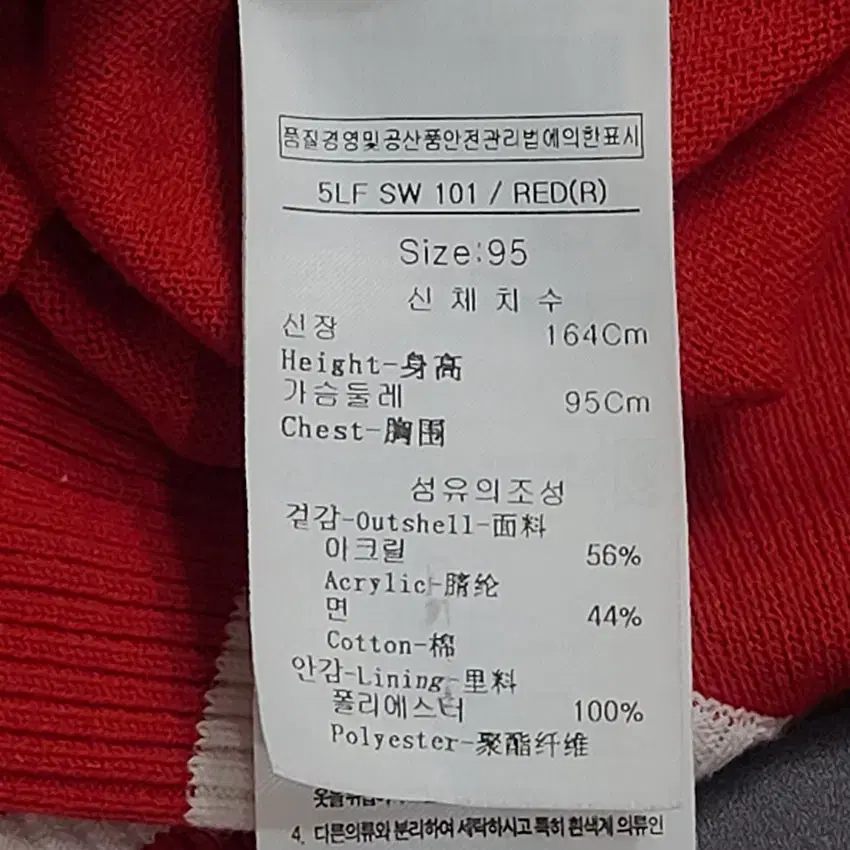 품질경영및공산품안전관리법에의한표시
5LF SW 101 / RED(R)
Size:95
신 체 치 수
신장 164Cm
Height-身高
가슴둘레 95Cm
Chest-胸围
섬유의조성
겉감-Outshell-面料
아크릴 56%
Acrylic-腈纶
면 44%
Cotton-棉
안감-Lining-里料
폴리에스터 100%
Polyester-聚酯纤维
4. 다른의류와 분리하여 세탁하시고 특히 흰색계 의류인